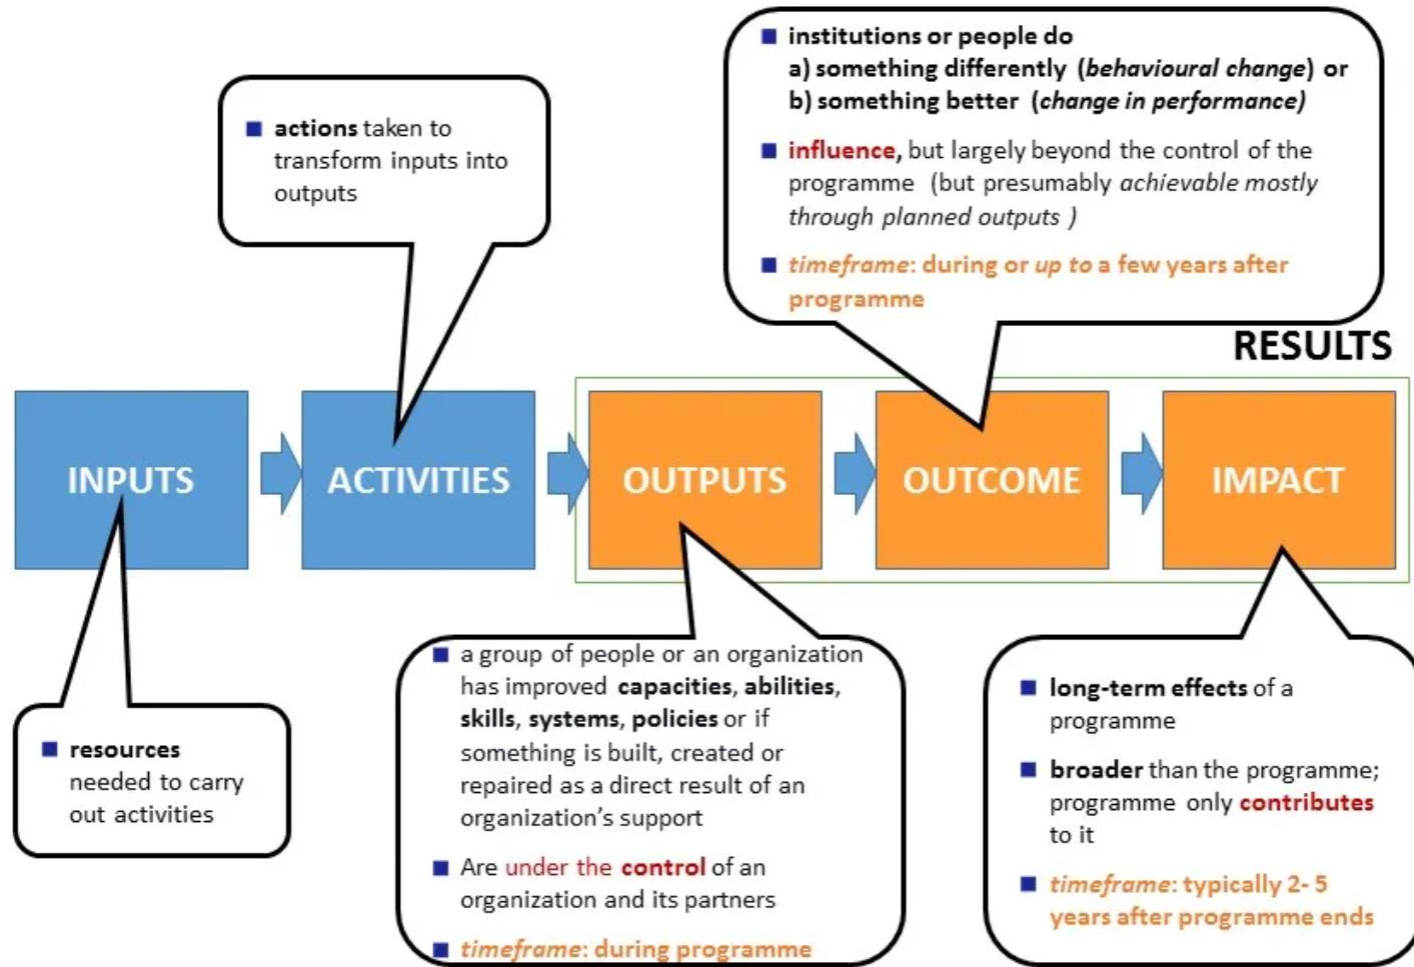 institutions or people do
a) something differently (behavioural change) or
b) something better (change in performance)
influence, but largely beyond the control of the
programme (but presumably achievable mostly
through planned outputs )
timeframe: during or up to a few years after
programme
actions taken to
transform inputs into
outputs
RESULTS
INPUTS
ACTIVITIES
OUTPUTS
OUTCOME
IMPACT
resources
needed to carry
out activities
a group of people or an organization
has improved capacities, abilities,
skills, systems, policies or if
something is built, created or
repaired as a direct result of an
organization's support
Are under the control of an
organization and its partners
timeframe: during programme
long-term effects of a
programme
broader than the programme;
programme only contributes
to it
timeframe: typically 2- 5
years after programme ends